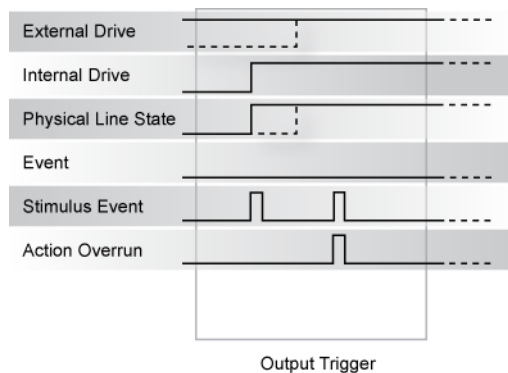 External Drive
Internal Drive
Physical Line State
Event
Stimulus Event
Action Overrun
Output Trigger